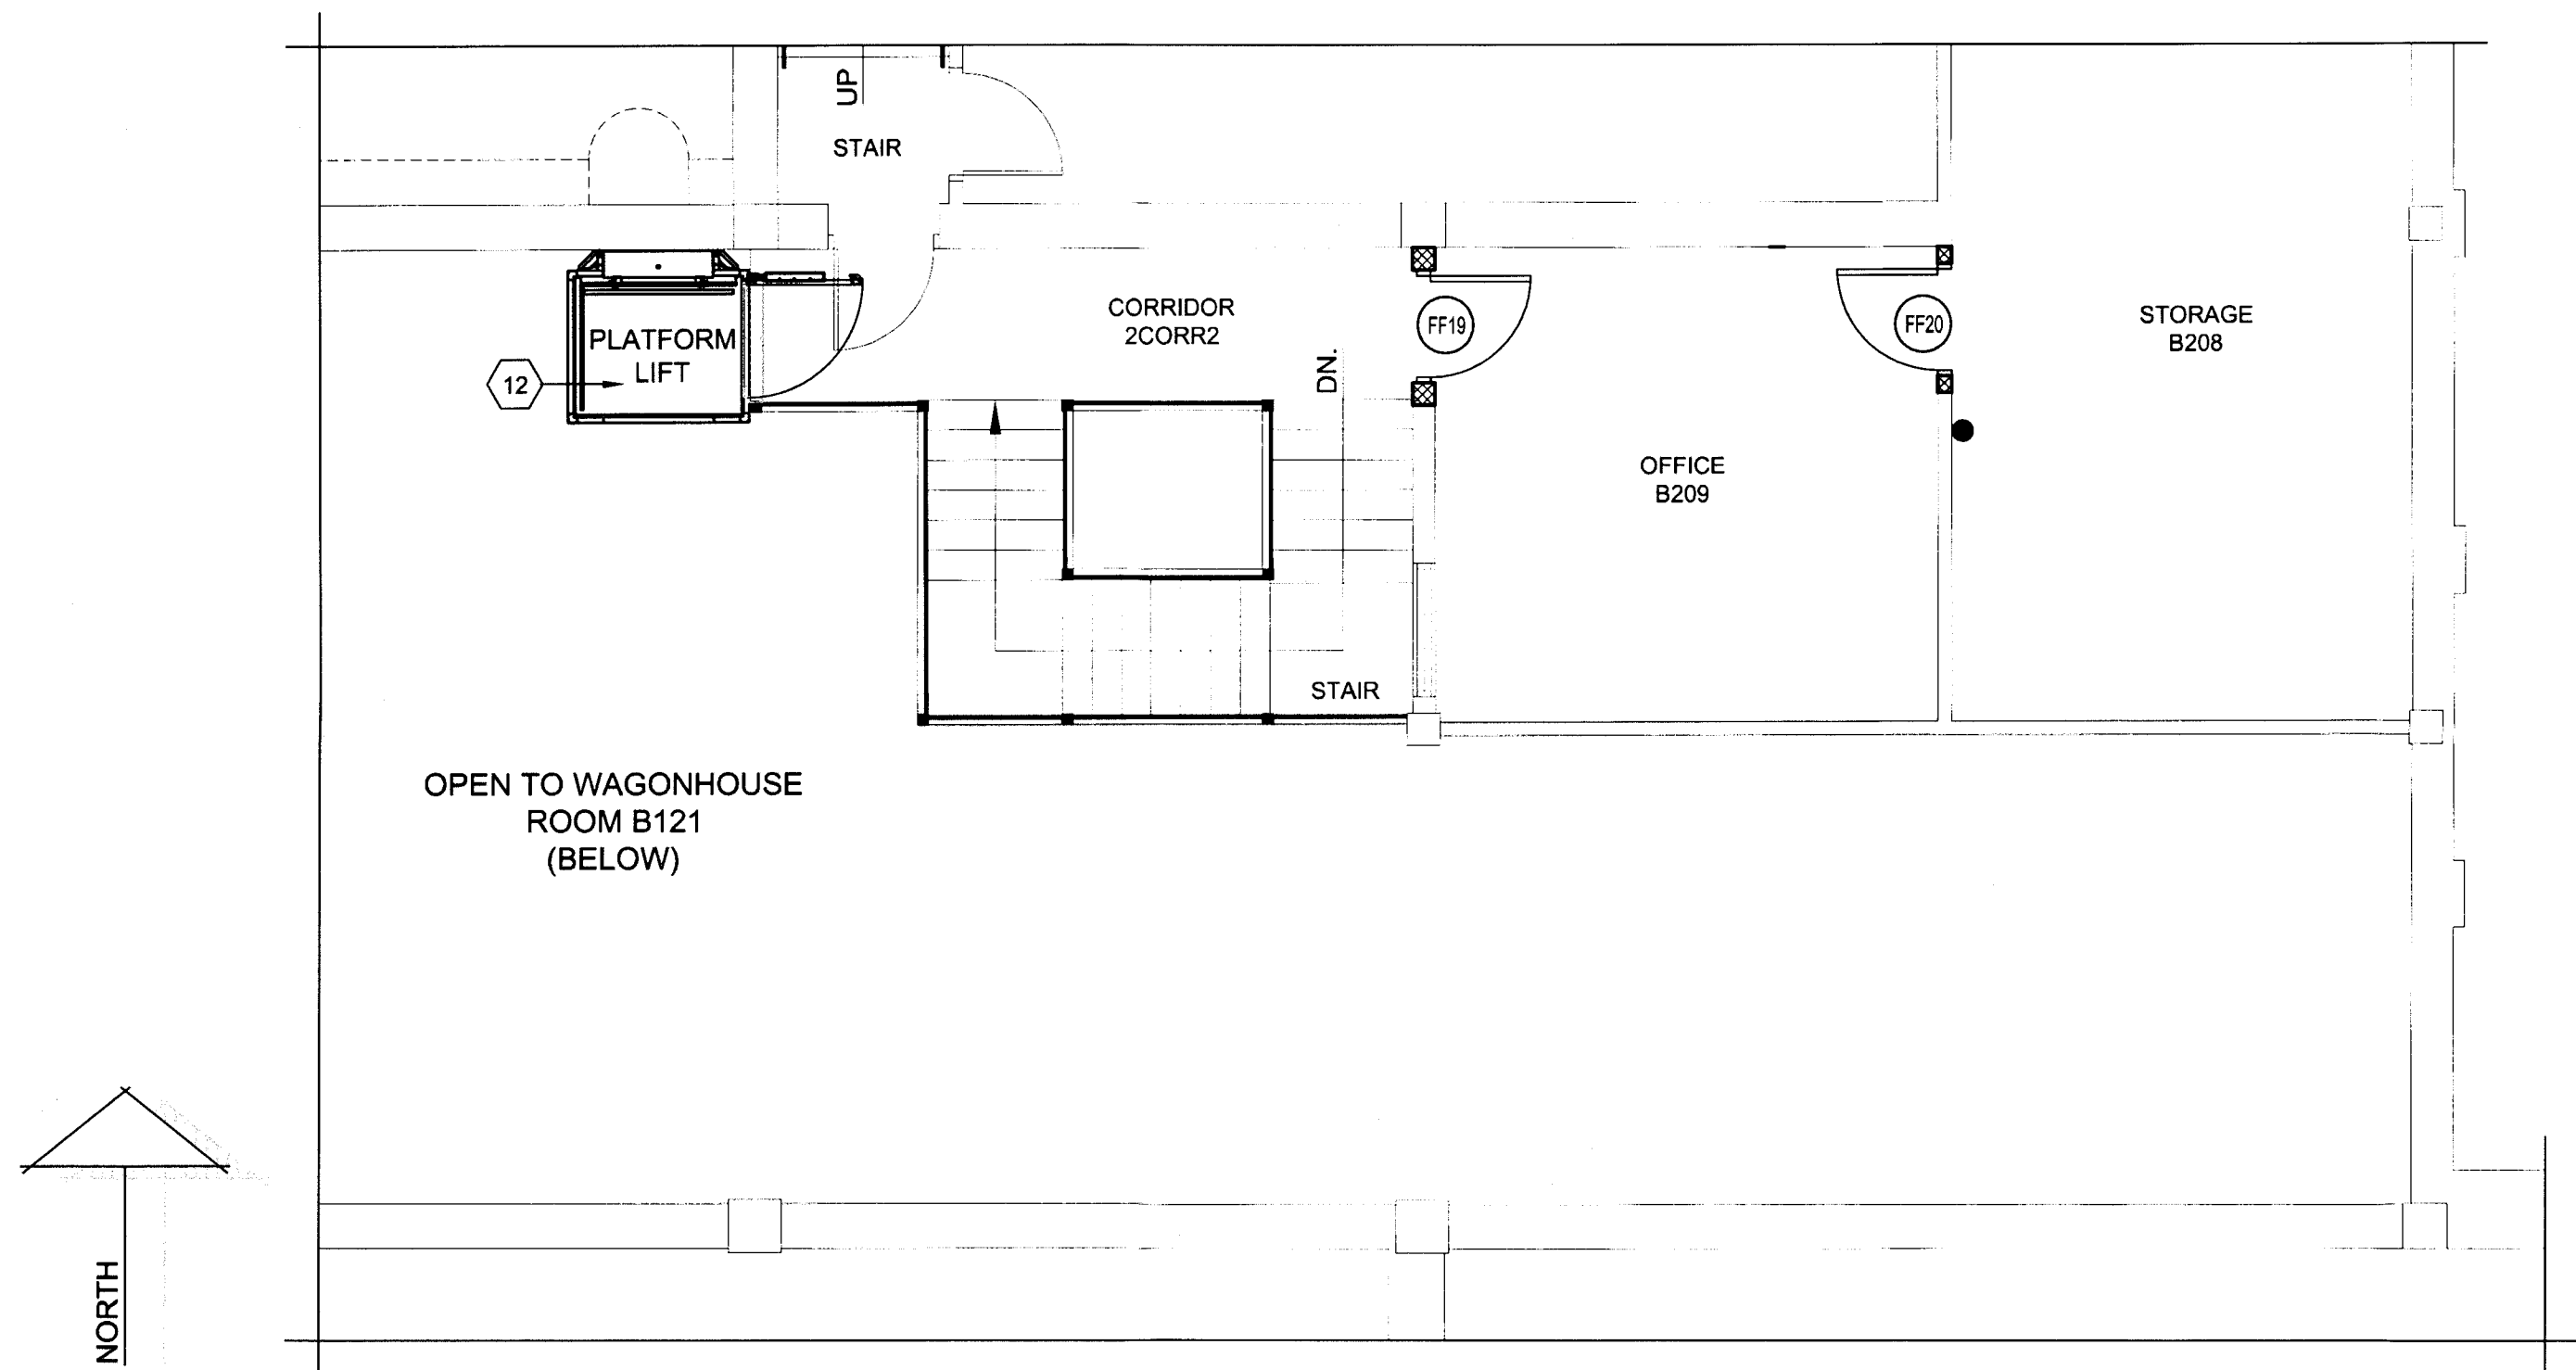 UP
STAIR
CORRIDOR
2CORR2
FF19
FF20
STORAGE
B208
PLATFORM
LIFT
12
DN.
OFFICE
B209
STAIR
OPEN TO WAGONHOUSE
ROOM B121
(BELOW)
NORTH